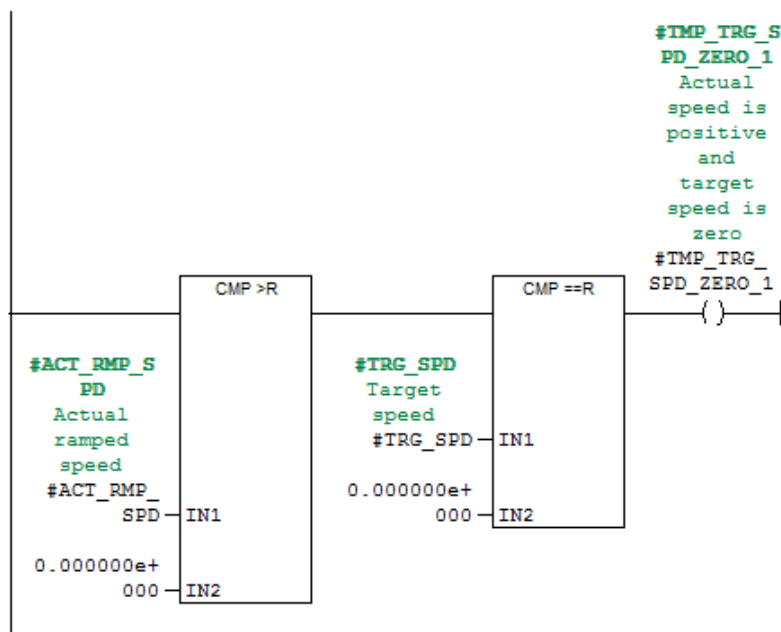 #TMP_TRG_S
PD_ZERO_1
Actual
speed is
positive
and
target
speed is
zero
#TMP_TRG_
SPD_ZERO_1
( )
CMP >R
#ACT_RMP_S
PD
Actual
ramped
speed
#ACT_RMP_
SPD
IN1
0.000000e+
000
IN2
CMP ==R
#TRG_SPD
Target
speed
#TRG_SPD
IN1
0.000000e+
000
IN2